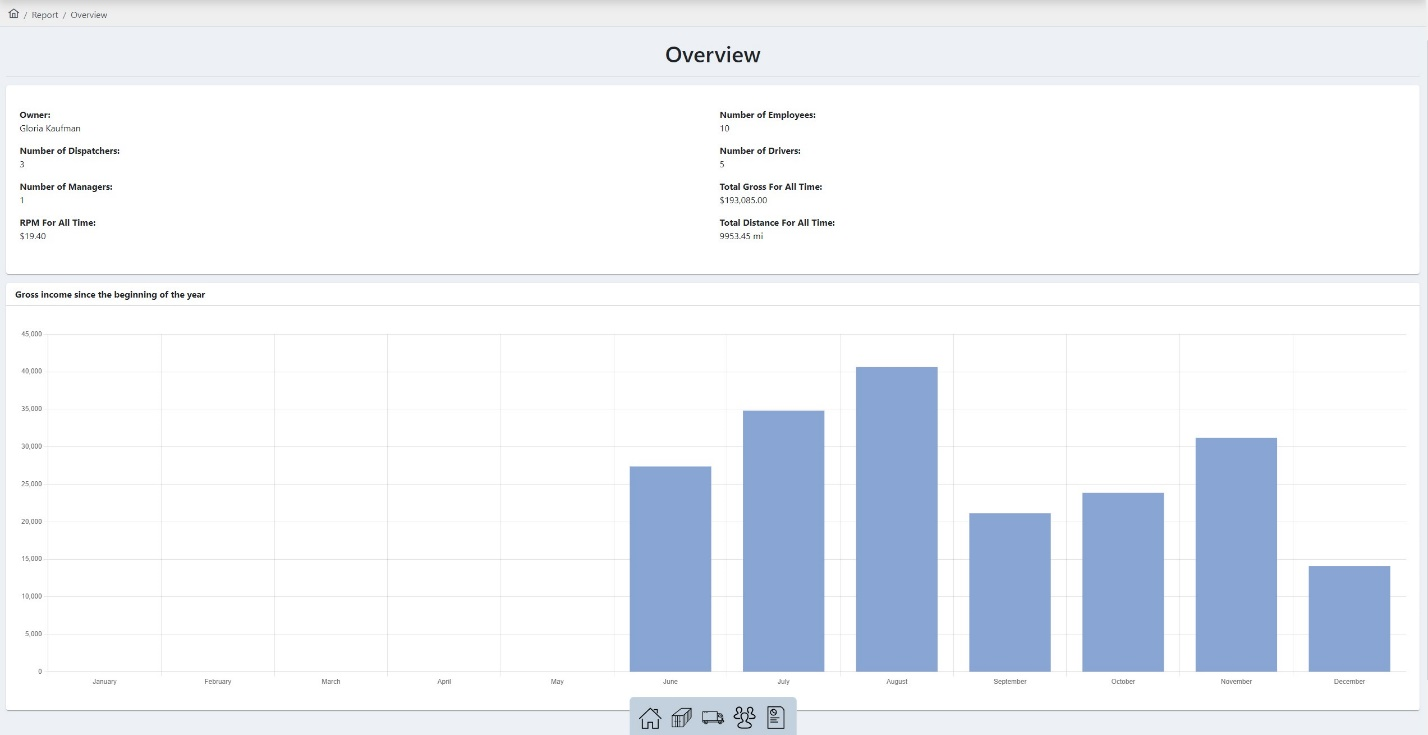 / Report / Overview
Overview
Owner:
Gloria Kaufman
Number of Dispatchers:
3
Number of Managers:
1
RPM For All Time:
$19.40
Number of Employees:
10
Number of Drivers:
5
Total Gross For All Time:
$193,085.00
Total Distance For All Time:
9953.45 mi
Gross income since the beginning of the year
45,000
40,000
35,000
30,000
25,000
20,000
15,000
10,000
5,000
0
January February March April May June July August September October November December